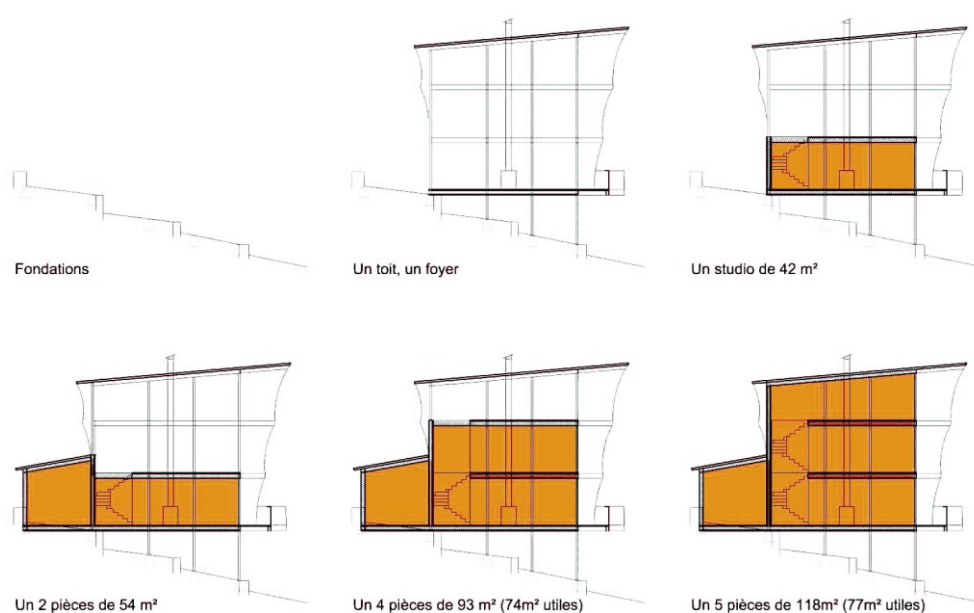 Fondations
Un toit, un foyer
Un studio de 42 m²
Un 2 pièces de 54 m²
Un 4 pièces de 93 m² (74m² utiles)
Un 5 pièces de 118m² (77m² utiles)